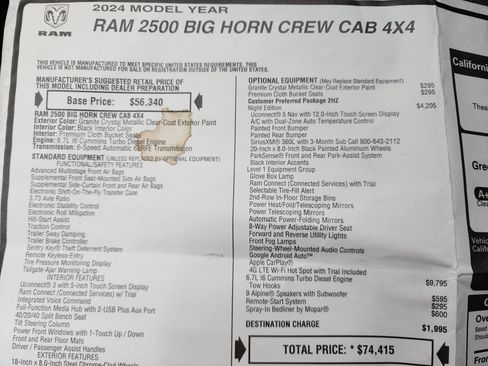 2024 MODEL YEAR
RAM 2500 BIG HORN CREW CAB 4X4
RAM
THIS VEHICLE IS MANUFACTURED TO MEET SPECIFIC UNITED STATES REQUIREMENTS. THIS
VEHICLE IS NOT MANUFACTURED FOR SALE OR REGISTRATION OUTSIDE OF THE UNITED STATES.
MANUFACTURER'S SUGGESTED RETAIL PRICE OF
THIS MODEL INCLUDING DEALER PREPARATION
Base Price: $56,340
RAM 2500 BIG HORN CREW CAB 4X4
Exterior Color: Granite Crystal Metallic Clear-Coat Exterior Paint
Interior Color: Black Interior Color
Interior: Premium Cloth Bucket Seats
Engine: 6.7L I6 Cummins Turbo Diesel Engine
Transmission: 6-Speed Automatic 68RFE Transmission
STANDARD EQUIPMENT (UNLESS REPLACED BY OPTIONAL EQUIPMENT)
FUNCTIONAL/SAFETY FEATURES
Advanced Multistage Front Air Bags
Supplemental Front Seat-Mounted Side Air Bags
Supplemental Side-Curtain Front and Rear Air Bags
Electronic Shift-On-The-Fly Transfer Case
3.73 Axle Ratio
Electronic Stability Control
Electronic Roll Mitigation
Hill-Start Assist
Traction Control
Trailer Sway Damping
Trailer Brake Controller
Sentry Key® Theft Deterrent System
Remote Keyless-Entry
Tire Pressure Monitoring Display
Tailgate-Ajar Warning-Lamp
INTERIOR FEATURES
Uconnect® 3 with 5-Inch Touch Screen Display
Ram Connect (Connected Services) w/ Trial
Integrated Voice Command
Full-Function Media Hub with 2-USB Plus Aux Port
40/20/40 Split Bench Seat
Tilt Steering Column
Power Front Windows with 1-Touch Up / Down
Front and Rear Floor Mats
Driver / Passenger Assist Handles
EXTERIOR FEATURES
18-Inch x 8.0-Inch Steel Chrome-Clad Wheels
OPTIONAL EQUIPMENT (May Replace Standard Equipment)
Granite Crystal Metallic Clear-Coat Exterior Paint $295
Premium Cloth Bucket Seats $295
Customer Preferred Package 2HZ
Night Edition $4,205
Uconnect® 5 Nav with 12.0-Inch Touch Screen Display
A/C with Dual-Zone Auto Temperature Control
Painted Front Bumper
Painted Rear Bumper
SiriusXM® 360L with 3-Month Sub Call 800-643-2112
20-Inch x 8.0-Inch Black Painted Aluminum Wheels
ParkSense® Front and Rear Park-Assist System
Black Interior Accents
Level 1 Equipment Group
Glove Box Lamp
Ram Connect (Connected Services) with Trial
Selectable Tire-Fill Alert
2nd-Row In-Floor Storage Bins
Power Heat/Fold/Telescoping Mirrors
Power Fold/Telescoping Mirrors
Automatic Power-Folding Mirrors
8-Way Power Adjustable Driver Seat
Forward and Reverse Utility Lights
Front Fog Lamps
Steering-Wheel-Mounted Audio Controls
Google Android Auto™
Apple CarPlay®
4G LTE Wi-Fi Hot Spot with Trial Included
6.7L I6 Cummins Turbo Diesel Engine $9,795
Tow Hooks
9 Alpine® Speakers with Subwoofer $595
Remote-Start System $295
Spray-In Bedliner by Mopar® $600
DESTINATION CHARGE $1,995
TOTAL PRICE: * $74,415
Californi